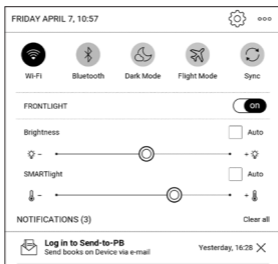 FRIDAY APRIL 7, 10:57
Wi-Fi Bluetooth Dark Mode Flight Mode Sync
FRONTLIGHT on
Brightness Auto
- +
SMARTlight Auto
- +
NOTIFICATIONS (3) Clear all
Log in to Send-to-PB
Send books on Device via e-mail Yesterday, 16:28